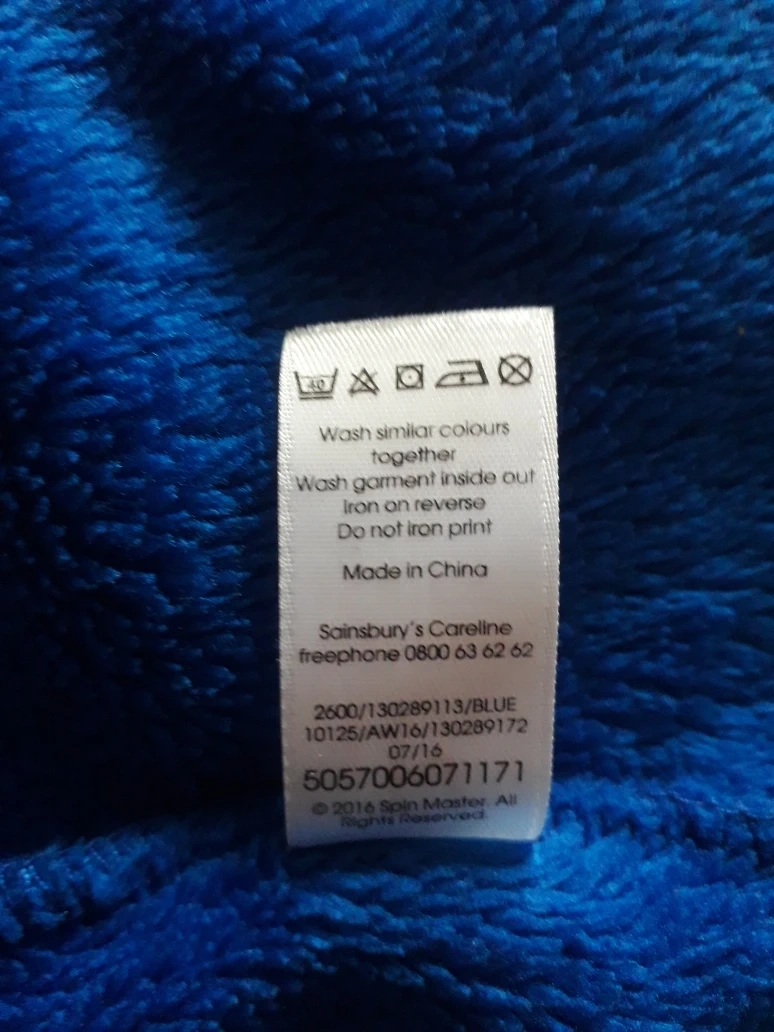 40
Wash similar colours
together
Wash garment inside out
Iron on reverse
Do not iron print
Made in China
Sainsbury's Careline
freephone 0800 63 62 62
2600/130289113/BLUE
10125/AW16/130289172
07/16
5057006071171
© 2016 Spin Master. All
Rights Reserved.